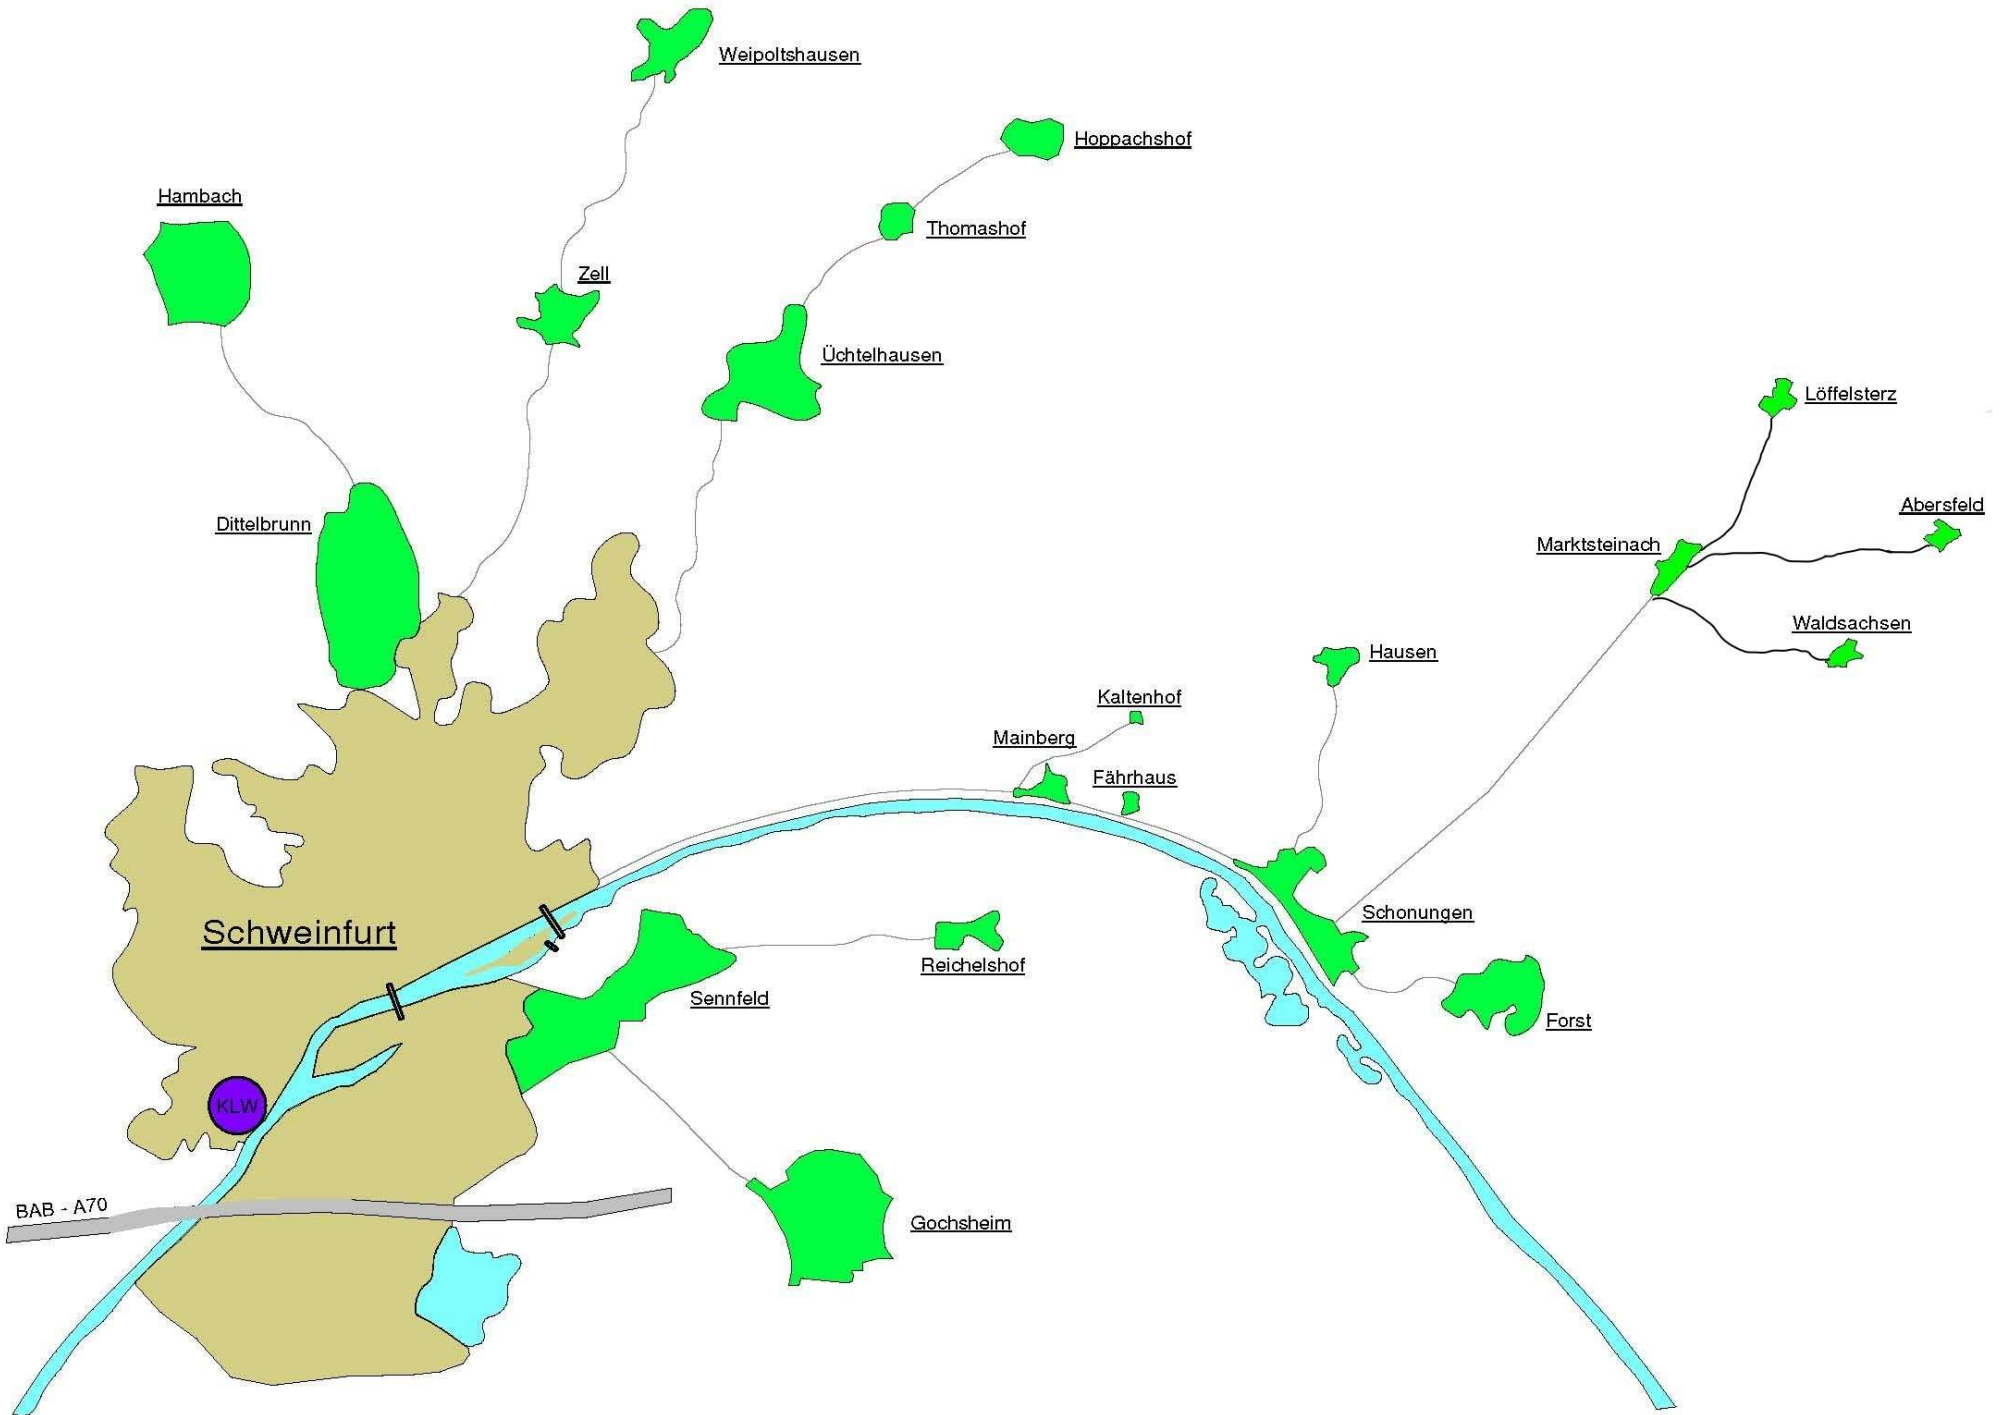 Weipoltshausen
Hoppachshof
Hambach
Thomashof
Zell
Üchtelhausen
Löffelsterz
Abersfeld
Dittelbrunn
Marktsteinach
Waldsachsen
Hausen
Kaltenhof
Mainberg
Fährhaus
Schonungen
Schweinfurt
Reichelshof
Sennfeld
Forst
KLW
BAB - A70
Gochsheim